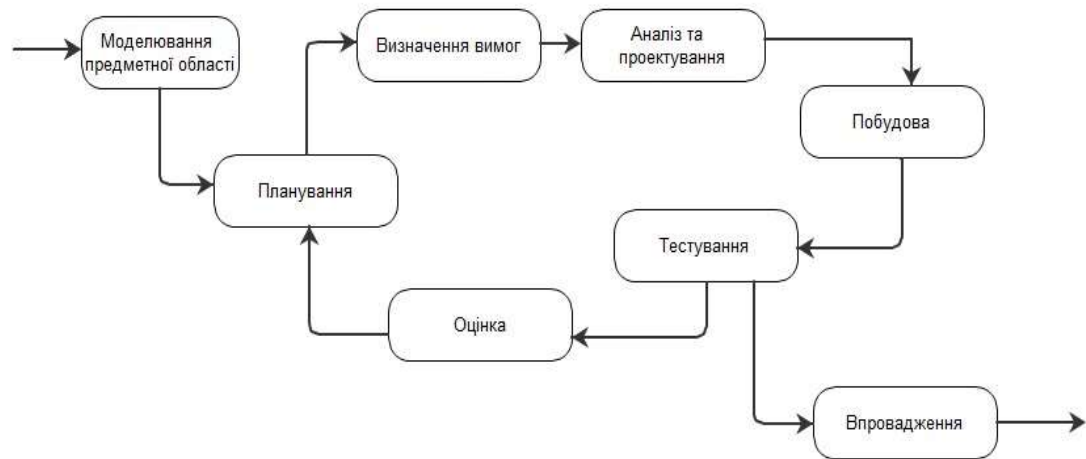 Моделювання
предметної області
Визначення вимог
Аналіз та
проектування
Побудова
Планування
Тестування
Оцінка
Впровадження